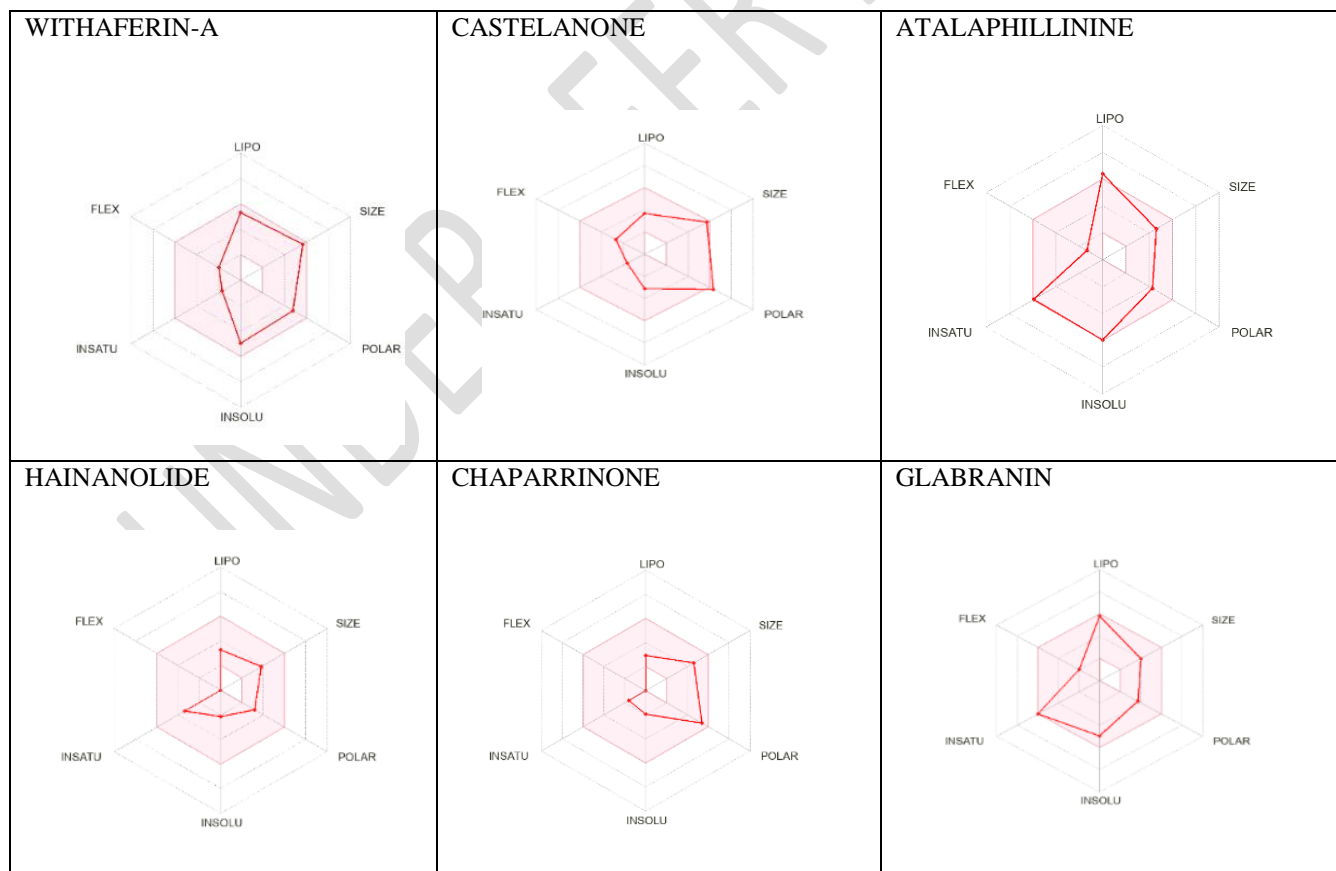 WITHAFERIN-A
CASTELANONE
ATALAPHILLININE
LIPO
FLEX
SIZE
INSATU
POLAR
INSOLU
LIPO
FLEX
SIZE
INSATU
POLAR
INSOLU
LIPO
FLEX
SIZE
INSATU
POLAR
INSOLU
HAINANOLIDE
CHAPARRINONE
GLABRANIN
LIPO
FLEX
SIZE
INSATU
POLAR
INSOLU
LIPO
FLEX
SIZE
INSATU
POLAR
INSOLU
LIPO
FLEX
SIZE
INSATU
POLAR
INSOLU